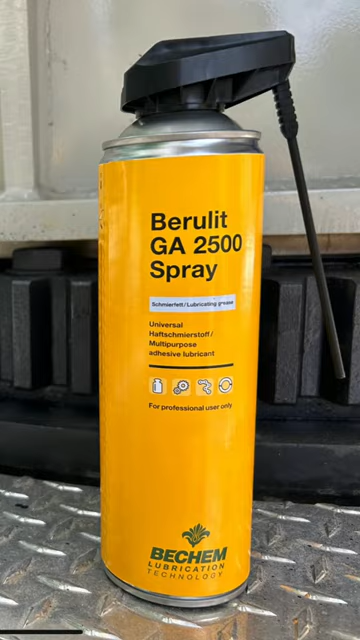 Berulit
GA 2500
Spray
Schmierfett/Lubricating grease
Universal
Haftschmierstoff/
Multipurpose
adhesive lubricant
For professional user only
BECHEM
LUBRICATION
TECHNOLOGY